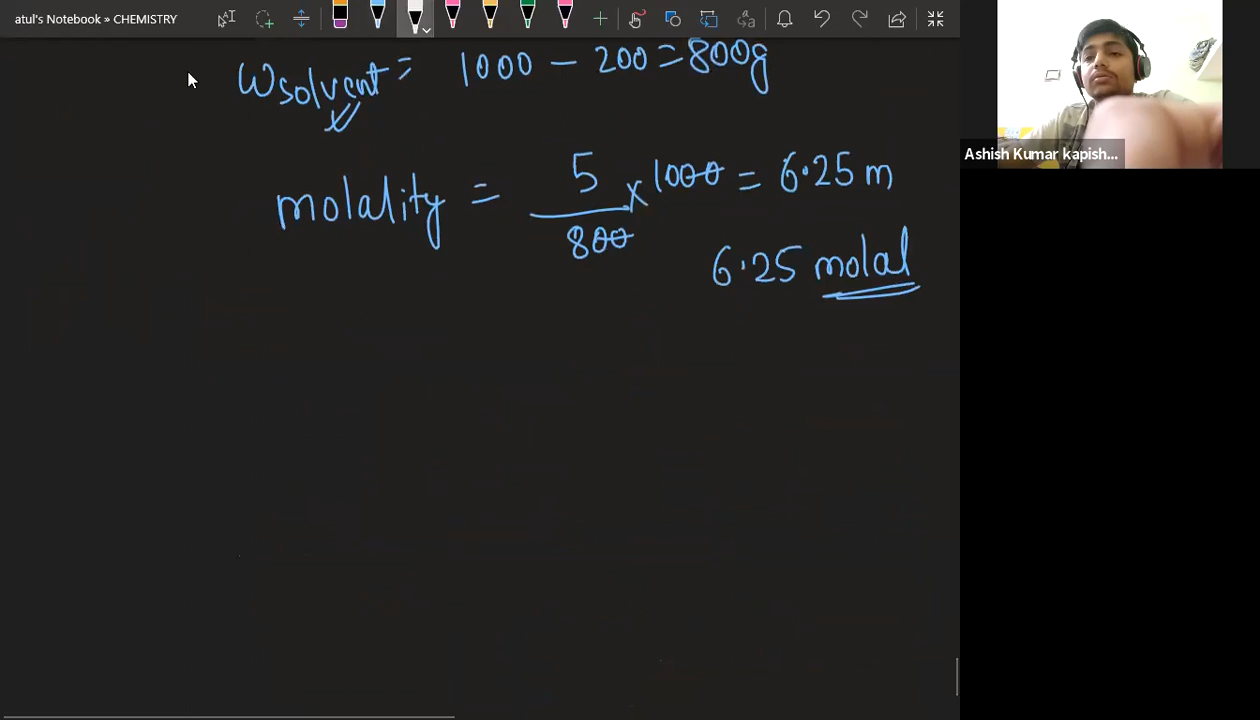 atul's Notebook » CHEMISTRY
Wsolvent = 1000 - 200 = 800g
molality = 5/800 × 1000 = 6.25 m
6.25 molal
Ashish Kumar kapish...